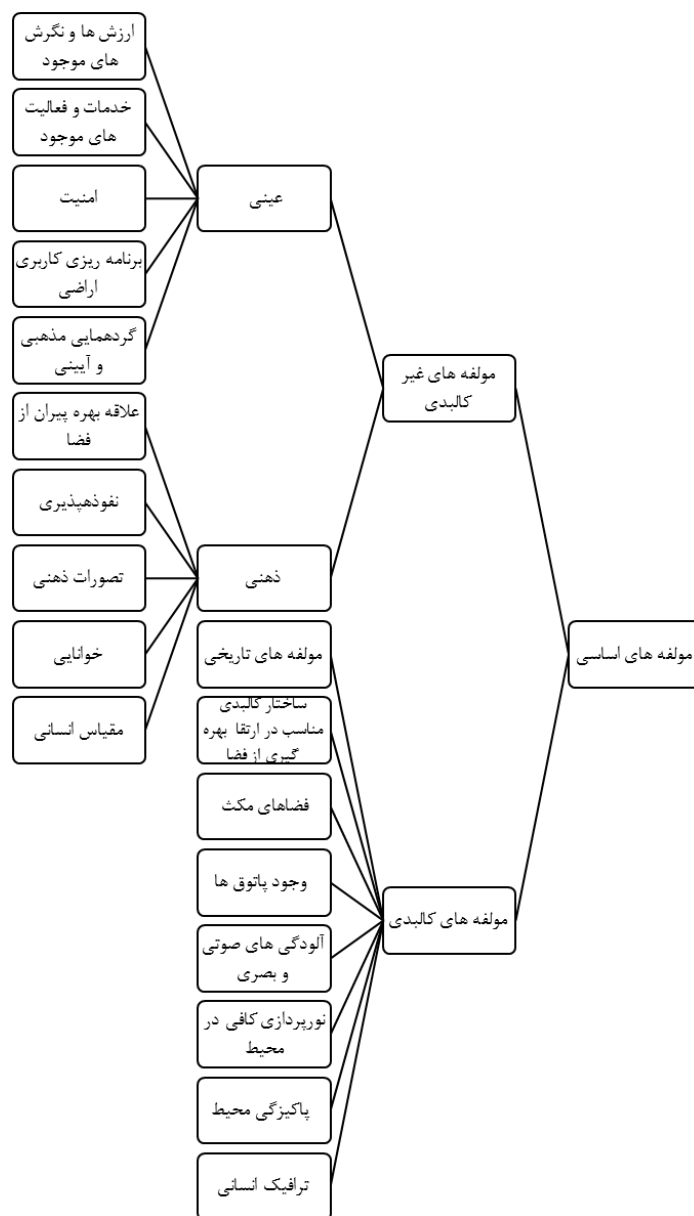 مولفه های اساسی
مولفه های غیر
کالبدی
عینی
ارزش ها و نگرش
های موجود
خدمات و فعالیت
های موجود
امنیت
برنامه ریزی کاربری
اراضی
گردهمایی مذهبی
و آیینی
ذهنی
علاقه بهره پیران از
فضا
نفوذهپذیری
تصورات ذهنی
خوانایی
مقیاس انسانی
مولفه های کالبدی
مولفه های تاریخی
ساختار کالبدی
مناسب در ارتقا بهره
گیری از فضا
فضاهای مکث
وجود پاتوق ها
آلودگی های صوتی
و بصری
نورپردازی کافی در
محیط
پاکیزگی محیط
ترافیک انسانی